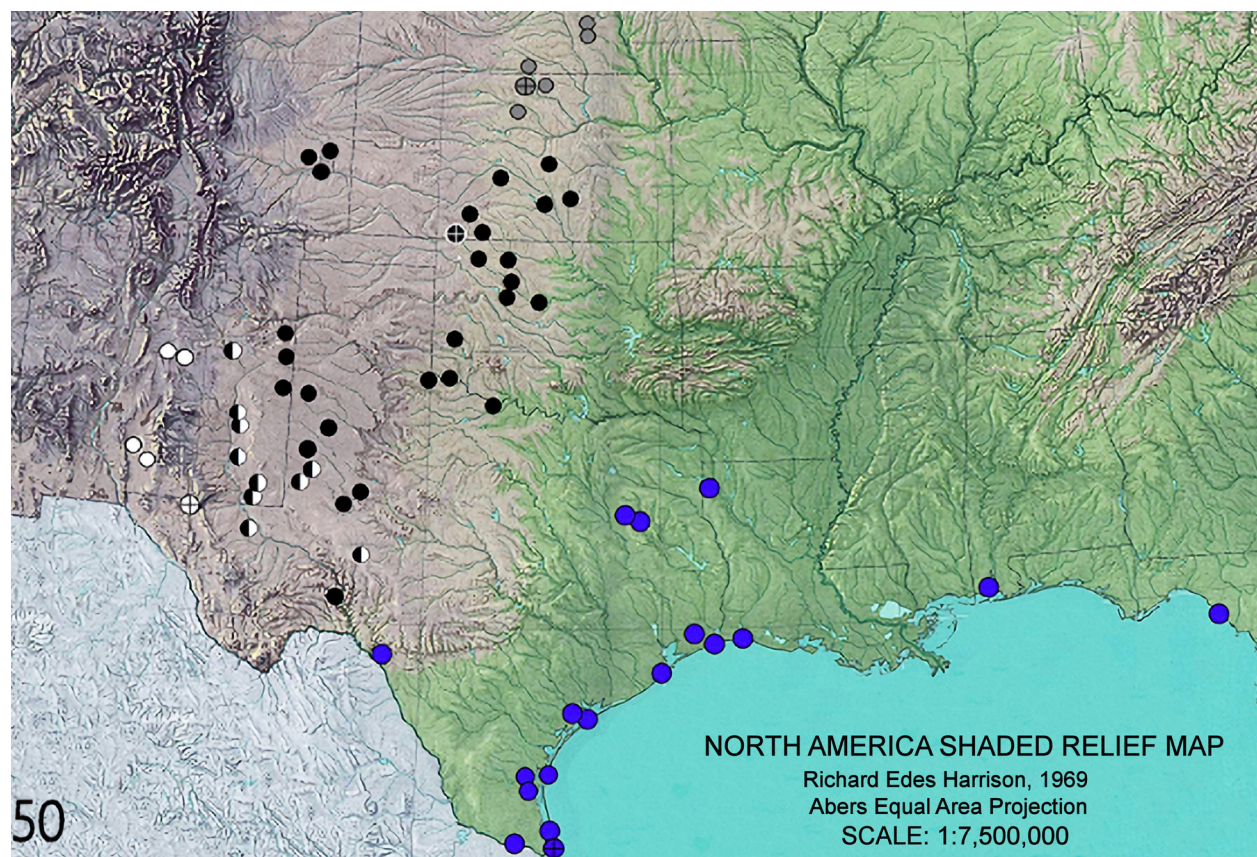 NORTH AMERICA SHADED RELIEF MAP
Richard Edes Harrison, 1969
Abers Equal Area Projection
50
SCALE: 1:7,500,000